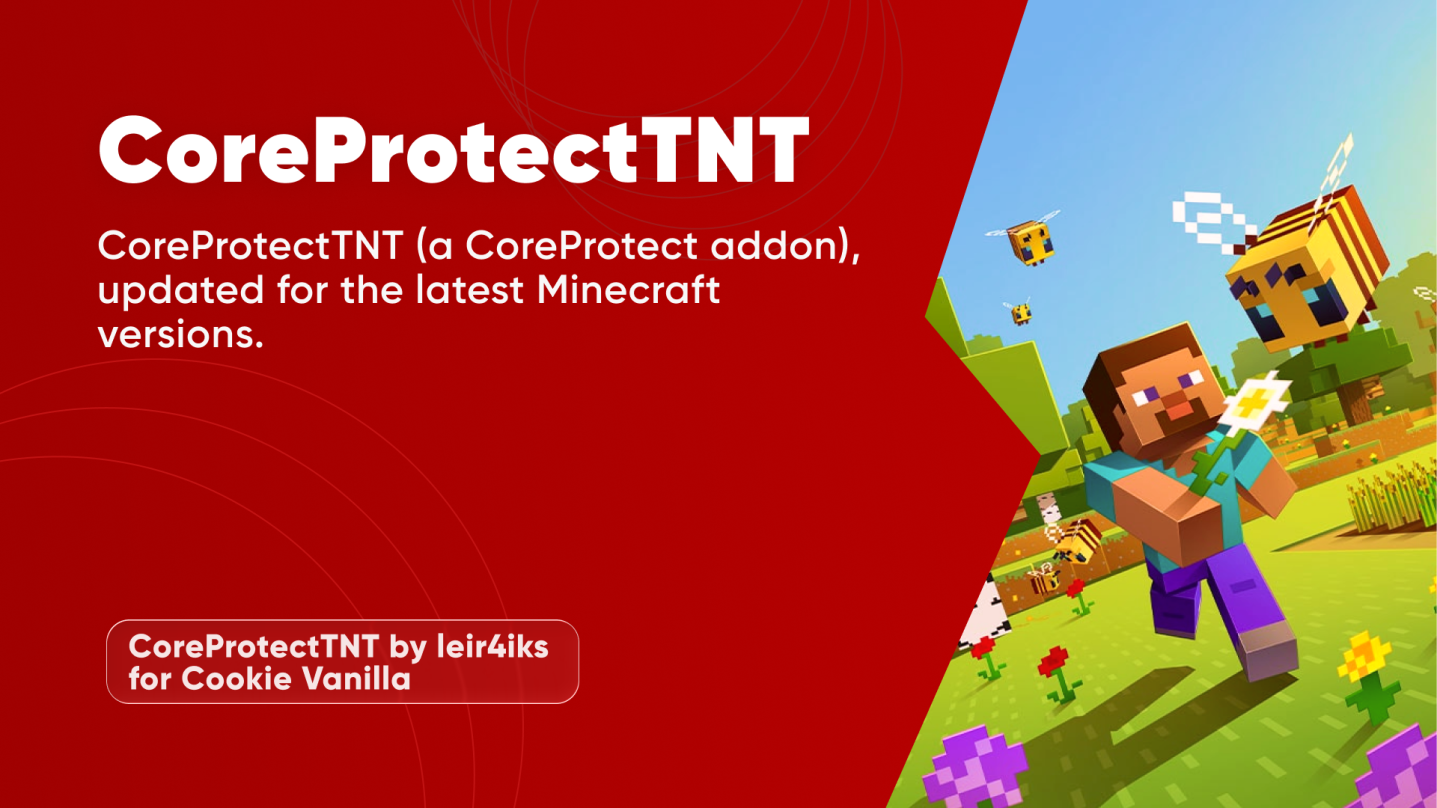 CoreProtectTNT
CoreProtectTNT (a CoreProtect addon),
updated for the latest Minecraft
versions.
CoreProtectTNT by leir4iks
for Cookie Vanilla